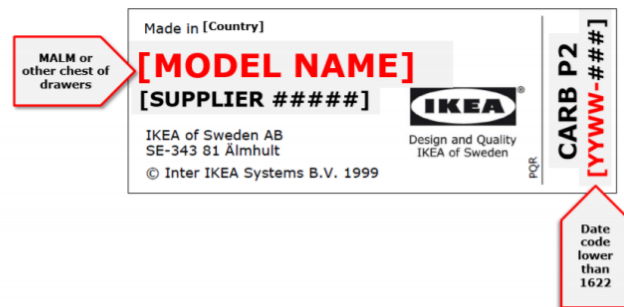 Made in [Country]
MALM or
other chest of
drawers
[MODEL NAME]
[SUPPLIER #####]
IKEA of Sweden AB
SE-343 81 Älmhult
© Inter IKEA Systems B.V. 1999
IKEA®
Design and Quality
IKEA of Sweden
PQR
CARB P2
[YYWW-###]
Date
code
lower
than
1622